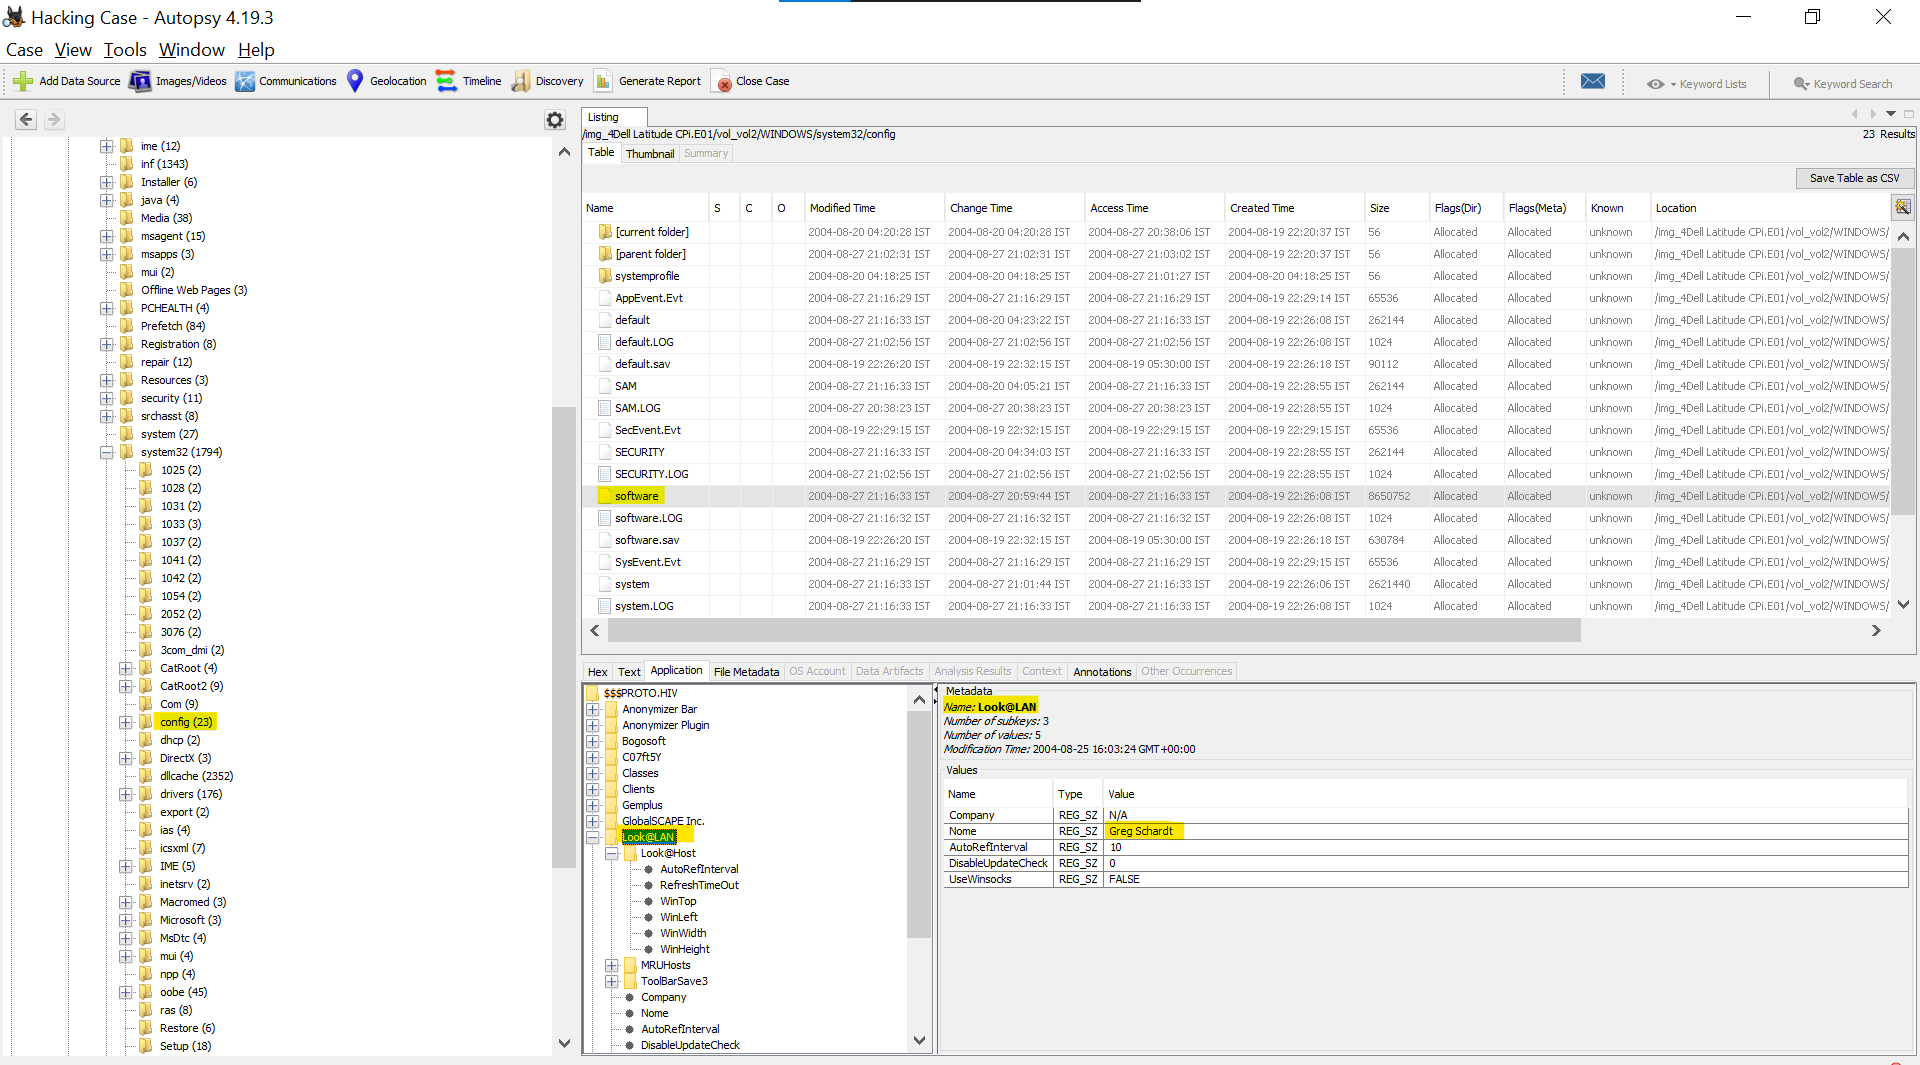 Hacking Case - Autopsy 4.19.3
Case View Tools Window Help
Add Data Source Images/Videos Communications Geolocation Timeline Discovery Generate Report Close Case Keyword Lists Keyword Search
ime (12)
inf (1343)
Installer (6)
java (4)
Media (38)
msagent (15)
msapps (3)
mui (2)
Offline Web Pages (3)
PCHEALTH (4)
Prefetch (84)
Registration (8)
repair (12)
Resources (3)
security (11)
srchasst (8)
system (27)
system32 (1794)
1025 (2)
1028 (2)
1031 (2)
1033 (3)
1037 (2)
1041 (2)
1042 (2)
1054 (2)
2052 (2)
3076 (2)
3com_dmi (2)
CatRoot (4)
CatRoot2 (9)
Com (9)
config (23)
dhcp (2)
DirectX (3)
dllcache (2352)
drivers (176)
export (2)
ias (4)
icsxml (7)
IME (5)
inetsrv (2)
Macromed (3)
Microsoft (3)
MsDtc (4)
mui (4)
npp (4)
oobe (45)
ras (8)
Restore (6)
Setup (18)
Listing
/img_4Dell Latitude CPi.E01/vol_vol2/WINDOWS/system32/config 23 Results
Table Thumbnail Summary
Save Table as CSV
Name S C O Modified Time Change Time Access Time Created Time Size Flags(Dir) Flags(Meta) Known Location
[current folder] 2004-08-20 04:20:28 IST 2004-08-20 04:20:28 IST 2004-08-27 20:38:06 IST 2004-08-19 22:20:37 IST 56 Allocated Allocated unknown /img_4Dell Latitude CPi.E01/vol_vol2/WINDOWS/
[parent folder] 2004-08-27 21:02:31 IST 2004-08-27 21:02:31 IST 2004-08-27 21:03:02 IST 2004-08-19 22:20:37 IST 56 Allocated Allocated unknown /img_4Dell Latitude CPi.E01/vol_vol2/WINDOWS/
systemprofile 2004-08-20 04:18:25 IST 2004-08-20 04:18:25 IST 2004-08-27 21:01:27 IST 2004-08-20 04:18:25 IST 56 Allocated Allocated unknown /img_4Dell Latitude CPi.E01/vol_vol2/WINDOWS/
AppEvent.Evt 2004-08-27 21:16:29 IST 2004-08-27 21:16:29 IST 2004-08-27 21:16:29 IST 2004-08-19 22:29:14 IST 65536 Allocated Allocated unknown /img_4Dell Latitude CPi.E01/vol_vol2/WINDOWS/
default 2004-08-27 21:16:33 IST 2004-08-20 04:23:22 IST 2004-08-27 21:16:33 IST 2004-08-19 22:26:08 IST 262144 Allocated Allocated unknown /img_4Dell Latitude CPi.E01/vol_vol2/WINDOWS/
default.LOG 2004-08-27 21:02:56 IST 2004-08-27 21:02:56 IST 2004-08-27 21:02:56 IST 2004-08-19 22:26:08 IST 1024 Allocated Allocated unknown /img_4Dell Latitude CPi.E01/vol_vol2/WINDOWS/
default.sav 2004-08-19 22:26:20 IST 2004-08-19 22:32:15 IST 2004-08-19 05:30:00 IST 2004-08-19 22:26:18 IST 90112 Allocated Allocated unknown /img_4Dell Latitude CPi.E01/vol_vol2/WINDOWS/
SAM 2004-08-27 21:16:33 IST 2004-08-20 04:05:21 IST 2004-08-27 21:16:33 IST 2004-08-19 22:28:55 IST 262144 Allocated Allocated unknown /img_4Dell Latitude CPi.E01/vol_vol2/WINDOWS/
SAM.LOG 2004-08-27 20:38:23 IST 2004-08-27 20:38:23 IST 2004-08-27 20:38:23 IST 2004-08-19 22:28:55 IST 1024 Allocated Allocated unknown /img_4Dell Latitude CPi.E01/vol_vol2/WINDOWS/
SecEvent.Evt 2004-08-19 22:29:15 IST 2004-08-19 22:32:15 IST 2004-08-19 22:29:15 IST 2004-08-19 22:29:15 IST 65536 Allocated Allocated unknown /img_4Dell Latitude CPi.E01/vol_vol2/WINDOWS/
SECURITY 2004-08-27 21:16:33 IST 2004-08-20 04:34:03 IST 2004-08-27 21:16:33 IST 2004-08-19 22:28:55 IST 262144 Allocated Allocated unknown /img_4Dell Latitude CPi.E01/vol_vol2/WINDOWS/
SECURITY.LOG 2004-08-27 21:02:56 IST 2004-08-27 21:02:56 IST 2004-08-27 21:02:56 IST 2004-08-19 22:28:55 IST 1024 Allocated Allocated unknown /img_4Dell Latitude CPi.E01/vol_vol2/WINDOWS/
software 2004-08-27 21:16:33 IST 2004-08-27 20:59:44 IST 2004-08-27 21:16:33 IST 2004-08-19 22:26:08 IST 8650752 Allocated Allocated unknown /img_4Dell Latitude CPi.E01/vol_vol2/WINDOWS/
software.LOG 2004-08-27 21:16:32 IST 2004-08-27 21:16:32 IST 2004-08-27 21:16:32 IST 2004-08-19 22:26:08 IST 1024 Allocated Allocated unknown /img_4Dell Latitude CPi.E01/vol_vol2/WINDOWS/
software.sav 2004-08-19 22:26:20 IST 2004-08-19 22:32:15 IST 2004-08-19 05:30:00 IST 2004-08-19 22:26:18 IST 630784 Allocated Allocated unknown /img_4Dell Latitude CPi.E01/vol_vol2/WINDOWS/
SysEvent.Evt 2004-08-27 21:16:29 IST 2004-08-27 21:16:29 IST 2004-08-27 21:16:29 IST 2004-08-19 22:29:15 IST 65536 Allocated Allocated unknown /img_4Dell Latitude CPi.E01/vol_vol2/WINDOWS/
system 2004-08-27 21:16:33 IST 2004-08-27 21:01:44 IST 2004-08-27 21:16:33 IST 2004-08-19 22:26:06 IST 2621440 Allocated Allocated unknown /img_4Dell Latitude CPi.E01/vol_vol2/WINDOWS/
system.LOG 2004-08-27 21:16:33 IST 2004-08-27 21:16:33 IST 2004-08-27 21:16:33 IST 2004-08-19 22:26:08 IST 1024 Allocated Allocated unknown /img_4Dell Latitude CPi.E01/vol_vol2/WINDOWS/
Hex Text Application File Metadata OS Account Data Artifacts Analysis Results Context Annotations Other Occurrences
$$$PROTO.HIV
Anonymizer Bar
Anonymizer Plugin
Bogosoft
C07ft5Y
Classes
Clients
Gemplus
GlobalSCAPE Inc.
Look@LAN
Look@Host
AutoRefInterval
RefreshTimeOut
WinTop
WinLeft
WinWidth
WinHeight
MRUHosts
ToolBarSave3
Company
Nome
AutoRefInterval
DisableUpdateCheck
Metadata
Name: Look@LAN
Number of subkeys: 3
Number of values: 5
Modification Time: 2004-08-25 16:03:24 GMT+00:00
Values
Name Type Value
Company REG_SZ N/A
Nome REG_SZ Greg Schardt
AutoRefInterval REG_SZ 10
DisableUpdateCheck REG_SZ 0
UseWinsocks REG_SZ FALSE